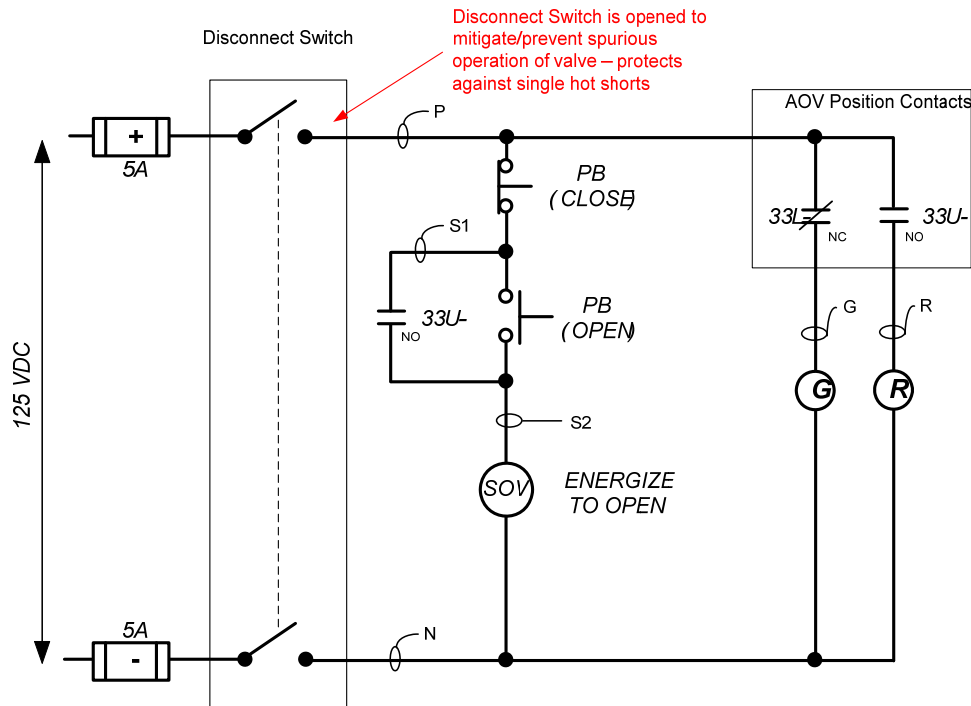 Disconnect Switch is opened to
mitigate/prevent spurious
operation of valve – protects
against single hot shorts
Disconnect Switch
AOV Position Contacts
P
+
5A
PB
(CLOSE)
S1
33L-
NC
33U-
NO
33U-
NO
PB
(OPEN)
G
R
125 VDC
G
R
S2
SOV
ENERGIZE
TO OPEN
5A
-
N